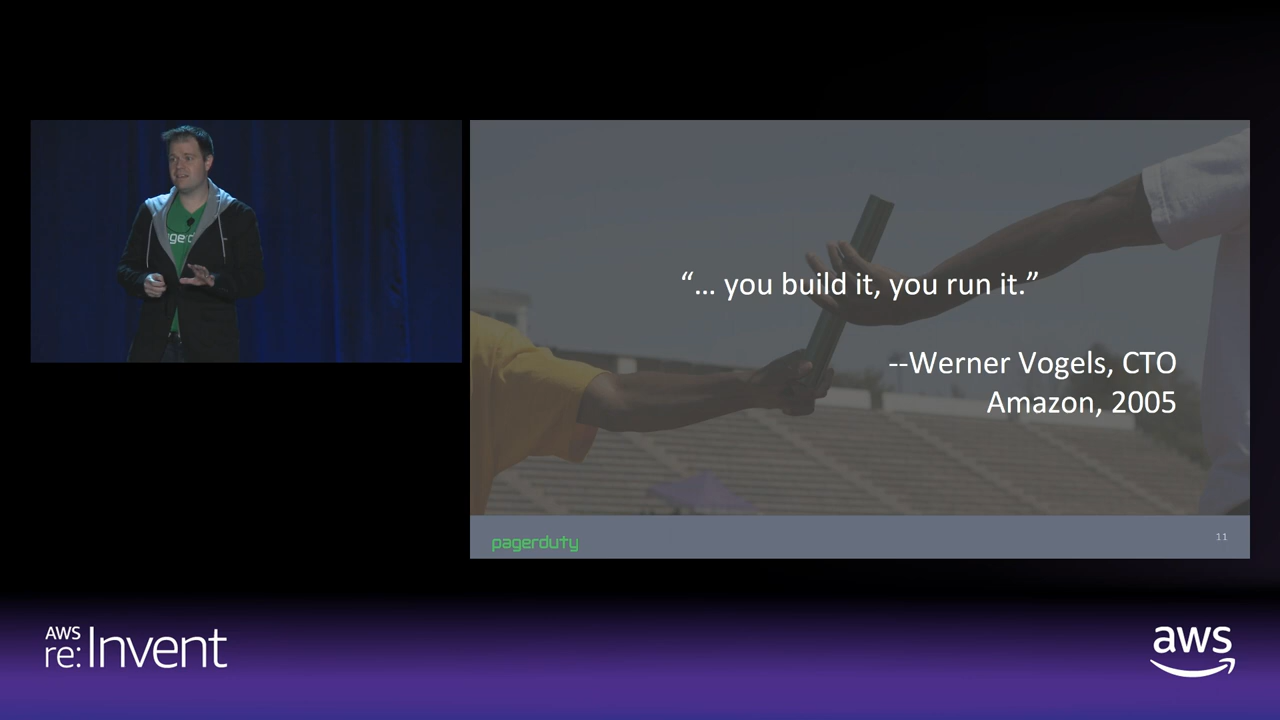 “... you build it, you run it.”
--Werner Vogels, CTO
Amazon, 2005
pagerduty
11
AWS
re:Invent
aws